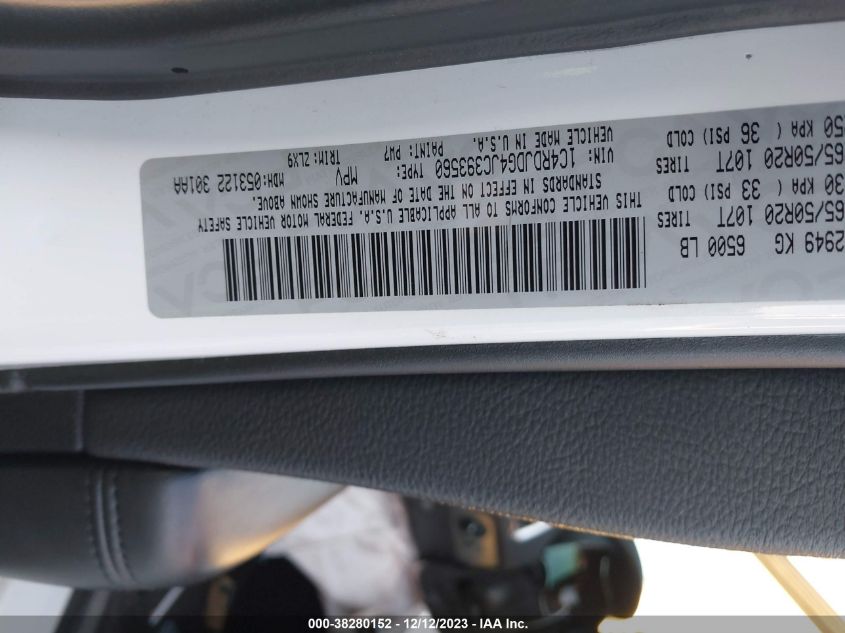 2949 KG 6500 LB
65/50R20 107T TIRES
30 KPA ( 33 PSI) COLD
65/50R20 107T TIRES
50 KPA ( 36 PSI) COLD
THIS VEHICLE CONFORMS TO ALL APPLICABLE U.S.A. FEDERAL MOTOR VEHICLE SAFETY
STANDARDS IN EFFECT ON THE DATE OF MANUFACTURE SHOWN ABOVE.
VIN: 1C4RDJDG4JC393560 TYPE: MPV MDH:053122 301AA
VEHICLE MADE IN U.S.A. PAINT: PW7 TRIM: ZLX9
000-38280152 - 12/12/2023 - IAA Inc.